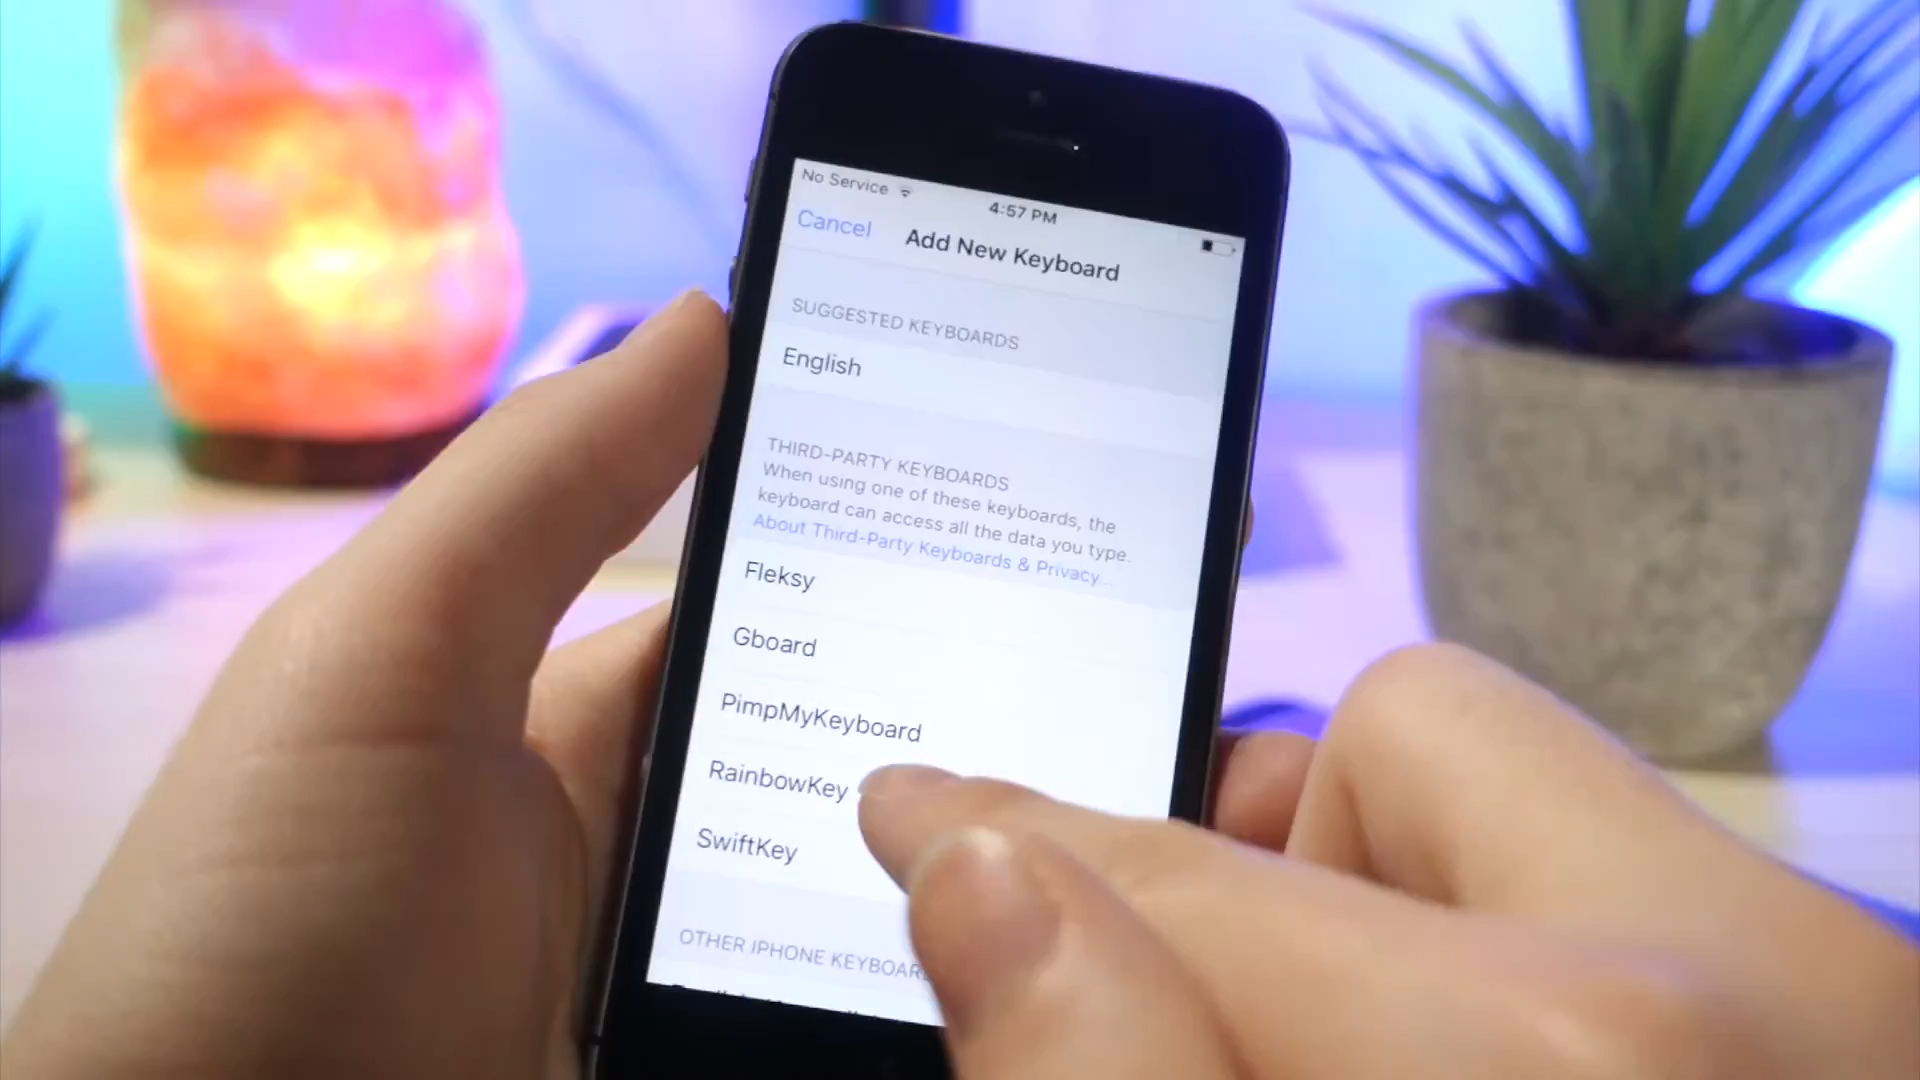 No Service
4:57 PM
Cancel
Add New Keyboard
SUGGESTED KEYBOARDS
English
THIRD-PARTY KEYBOARDS
When using one of these keyboards, the
keyboard can access all the data you type.
About Third-Party Keyboards & Privacy...
Fleksy
Gboard
PimpMyKeyboard
RainbowKey
SwiftKey
OTHER IPHONE